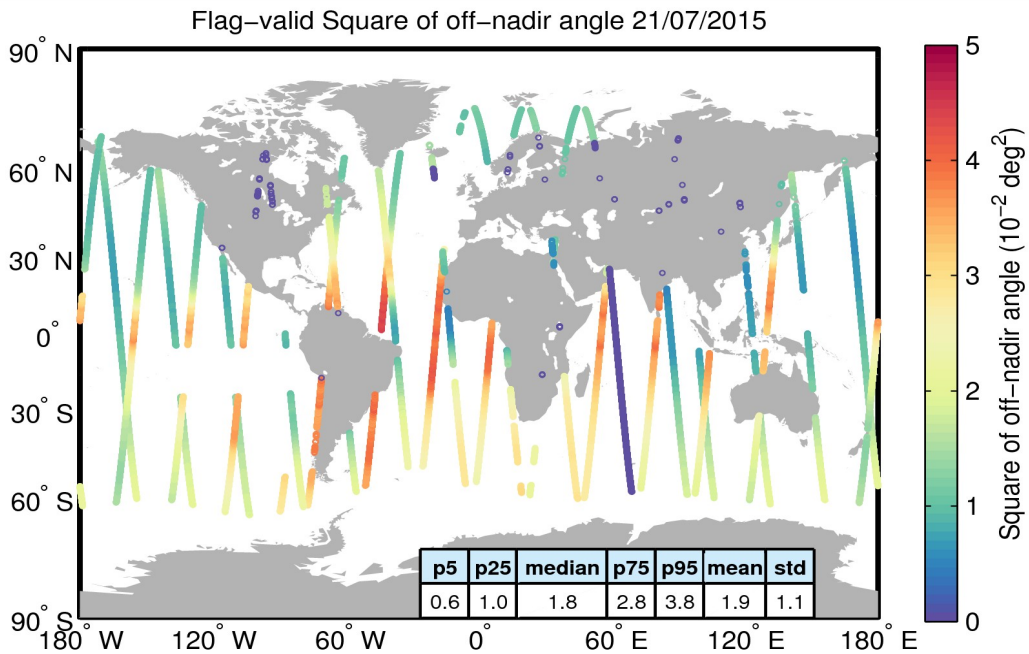 Flag−valid Square of off−nadir angle 21/07/2015
90° N
60° N
30° N
0°
30° S
60° S
90° S
180° W
120° W
60° W
0°
60° E
120° E
180° E
p5 p25 median p75 p95 mean std
0.6 1.0 1.8 2.8 3.8 1.9 1.1
5
4
3
2
1
0
Square of off−nadir angle (10⁻² deg²)